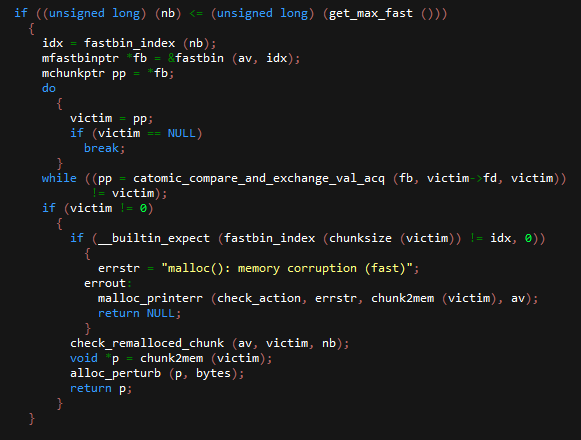 if ((unsigned long) (nb) <= (unsigned long) (get_max_fast ()))
{
idx = fastbin_index (nb);
mfastbinptr *fb = &fastbin (av, idx);
mchunkptr pp = *fb;
do
{
victim = pp;
if (victim == NULL)
break;
}
while ((pp = catomic_compare_and_exchange_val_acq (fb, victim->fd, victim))
!= victim);
if (victim != 0)
{
if (__builtin_expect (fastbin_index (chunksize (victim)) != idx, 0))
{
errstr = "malloc(): memory corruption (fast)";
errout:
malloc_printerr (check_action, errstr, chunk2mem (victim), av);
return NULL;
}
check_remalloced_chunk (av, victim, nb);
void *p = chunk2mem (victim);
alloc_perturb (p, bytes);
return p;
}
}